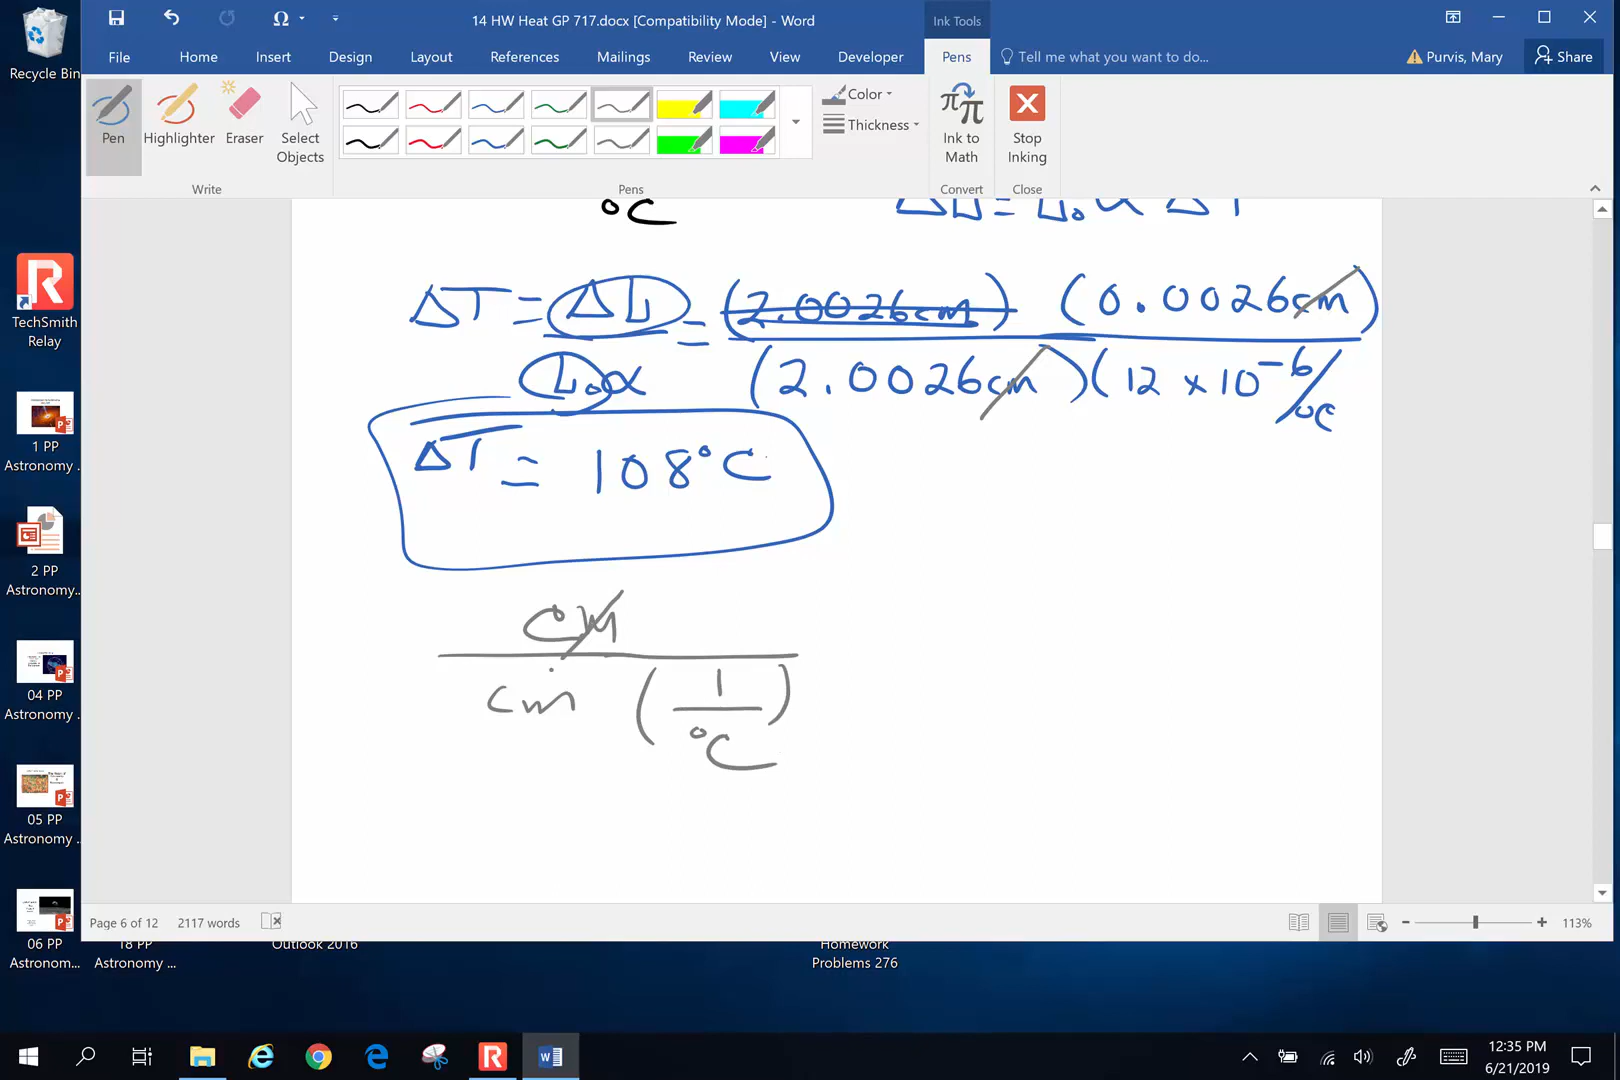 Recycle Bin
14 HW Heat GP 717.docx [Compatibility Mode] - Word
Ink Tools
File Home Insert Design Layout References Mailings Review View Developer Pens Tell me what you want to do... Purvis, Mary Share
Pen Highlighter Eraser Select Objects
Color
Thickness
Ink to Math
Stop Inking
Write Pens Convert Close
°C ΔL = L₀α ΔT
ΔT = ΔL = (2.0026cm) (0.0026cm)
L₀α (2.0026cm)(12 x 10⁻⁶/°C
ΔT = 108°C
cm
cm (1/°C)
TechSmith Relay
1 PP Astronomy...
2 PP Astronomy...
04 PP Astronomy ...
05 PP Astronomy ...
06 PP Astronom...
18 PP Astronomy ...
Outlook 2016
Homework Problems 276
Page 6 of 12 2117 words
113%
12:35 PM
6/21/2019